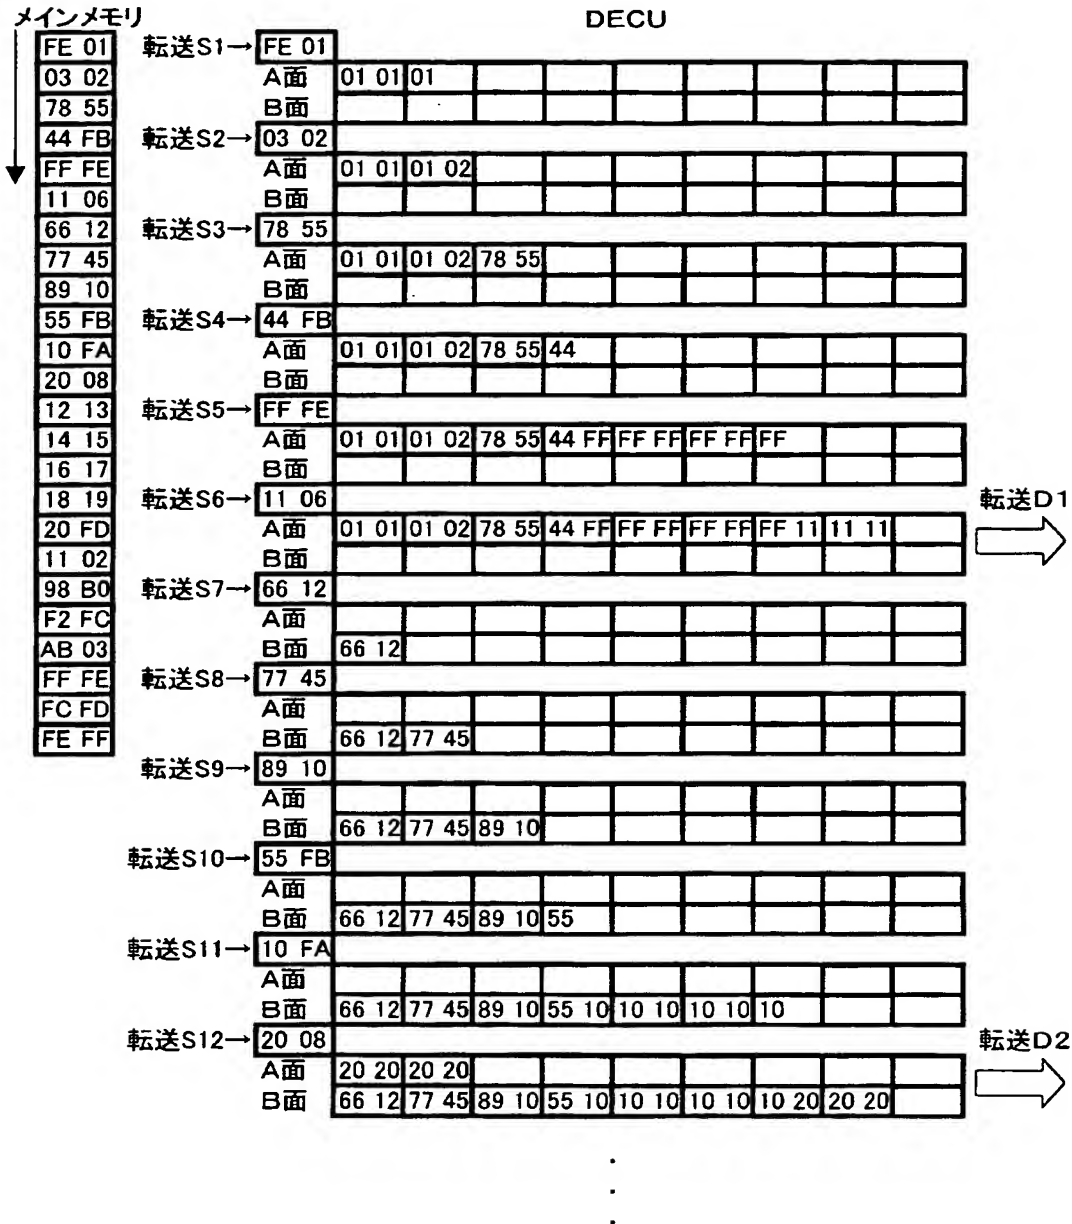 メインメモリ DECU
FE 01 転送S1→ FE 01
03 02 A面 01 01 01
78 55 B面
44 FB 転送S2→ 03 02
FF FE A面 01 01 01 02
11 06 B面
66 12 転送S3→ 78 55
77 45 A面 01 01 01 02 78 55
89 10 B面
55 FB 転送S4→ 44 FB
10 FA A面 01 01 01 02 78 55 44
20 08 B面
12 13 転送S5→ FF FE
14 15 A面 01 01 01 02 78 55 44 FF FF FF FF FF FF
16 17 B面
18 19 転送S6→ 11 06 転送D1
20 FD A面 01 01 01 02 78 55 44 FF FF FF FF FF FF 11 11 11
11 02 B面
98 B0 転送S7→ 66 12
F2 FC A面
AB 03 B面 66 12
FF FE 転送S8→ 77 45
FC FD A面
FE FF B面 66 12 77 45
転送S9→ 89 10
A面
B面 66 12 77 45 89 10
転送S10→ 55 FB
A面
B面 66 12 77 45 89 10 55
転送S11→ 10 FA
A面
B面 66 12 77 45 89 10 55 10 10 10 10 10 10
転送S12→ 20 08 転送D2
A面 20 20 20 20
B面 66 12 77 45 89 10 55 10 10 10 10 10 10 20 20 20